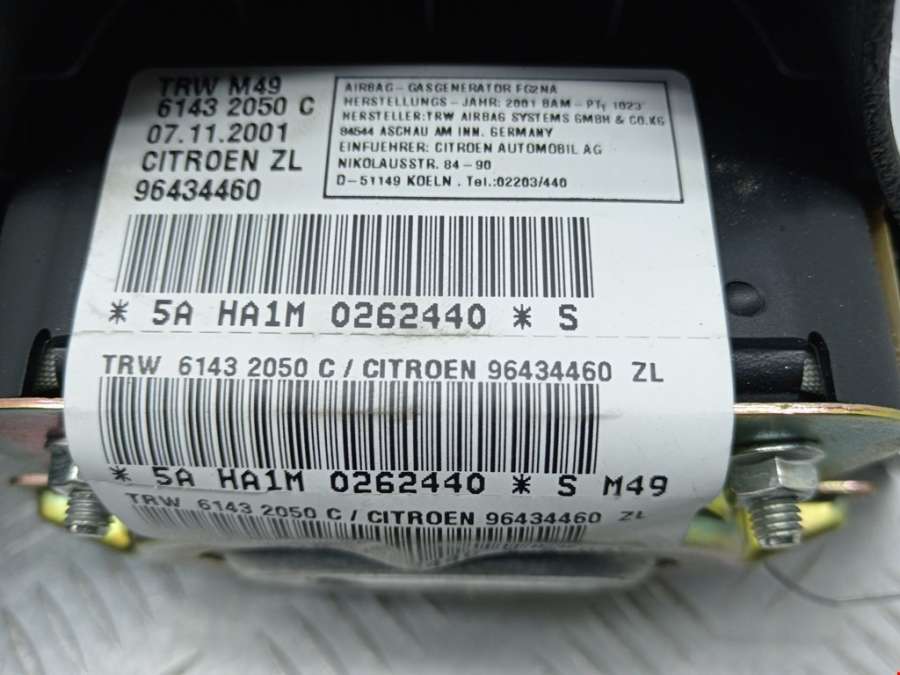 TRW M49
6143 2050 C
07.11.2001
CITROEN ZL
96434460
AIRBAG - GASGENERATOR FG2NA
HERSTELLUNGS - JAHR: 2001 BAM - PT1 1023
HERSTELLER:TRW AIRBAG SYSTEMS GMBH & CO.KG
84544 ASCHAU AM INN. GERMANY
EINFUEHRER: CITROEN AUTOMOBIL AG
NIKOLAUSSTR. 84-90
D-51149 KOELN . Tel.:02203/440
* 5A HA1M 0262440 * S
TRW 6143 2050 C / CITROEN 96434460 ZL
* 5A HA1M 0262440 * S M49
TRW 6143 2050 C / CITROEN 96434460 ZL